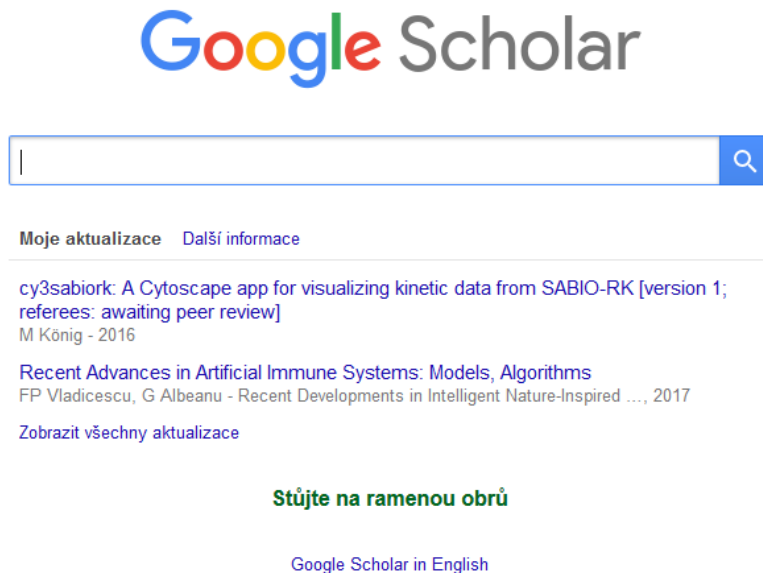 Google Scholar
Moje aktualizace Další informace
cy3sabiork: A Cytoscape app for visualizing kinetic data from SABIO-RK [version 1;
referees: awaiting peer review]
M König - 2016
Recent Advances in Artificial Immune Systems: Models, Algorithms
FP Vladicescu, G Albeanu - Recent Developments in Intelligent Nature-Inspired ..., 2017
Zobrazit všechny aktualizace
Stůjte na ramenou obrů
Google Scholar in English